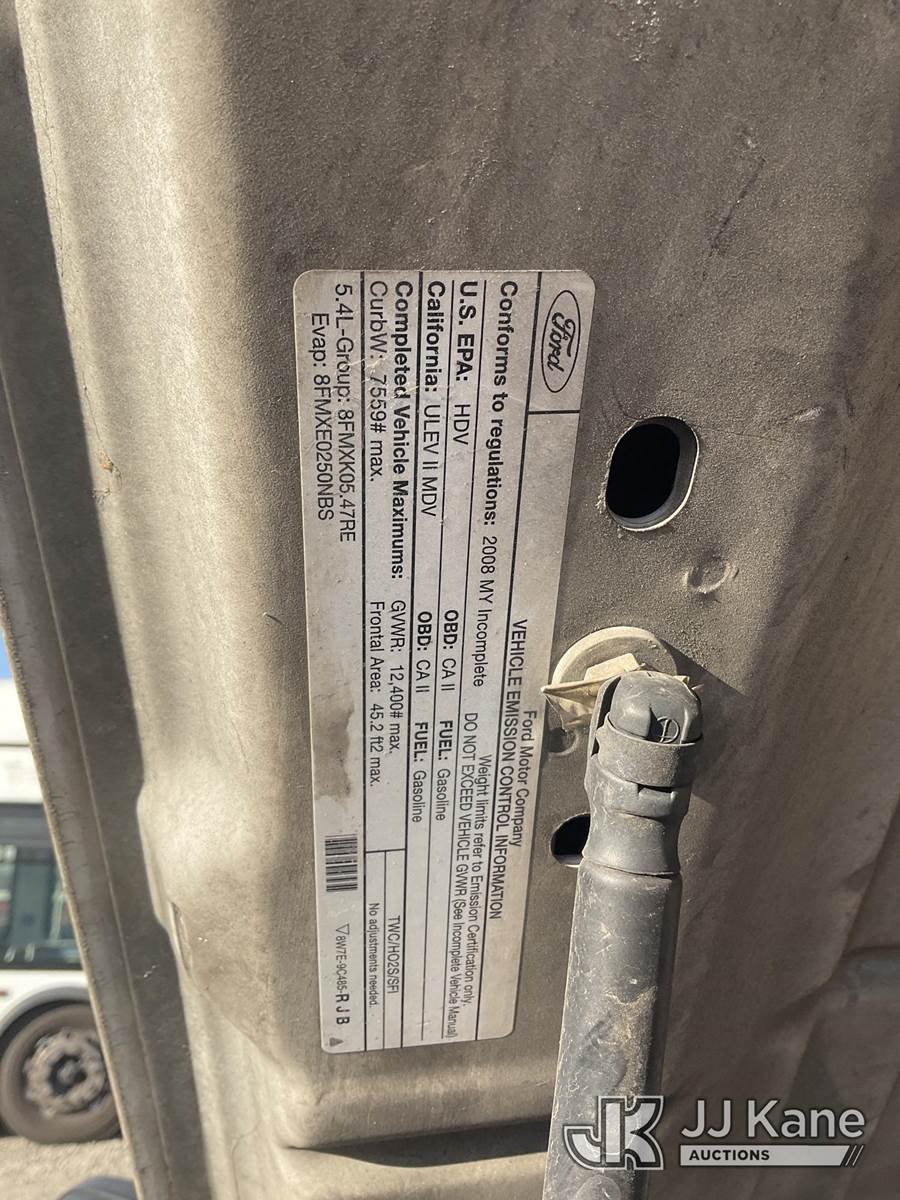 Ford
Ford Motor Company
VEHICLE EMISSION CONTROL INFORMATION
Conforms to regulations: 2008 MY Incomplete
Weight limits refer to Emission Certification only.
DO NOT EXCEED VEHICLE GVWR (See Incomplete Vehicle Manual)
U.S. EPA: HDV OBD: CA II FUEL: Gasoline
California: ULEV II MDV OBD: CA II FUEL: Gasoline
Completed Vehicle Maximums: GVWR: 12,400# max.
CurbW: 7559# max. Frontal Area: 45.2 ft2 max.
TWC/HO2S/SFI
No adjustments needed.
5.4L-Group: 8FMXK05.47RE
Evap: 8FMXE0250NBS
8W7E-9C485-RJB
D
JK JJ Kane
AUCTIONS